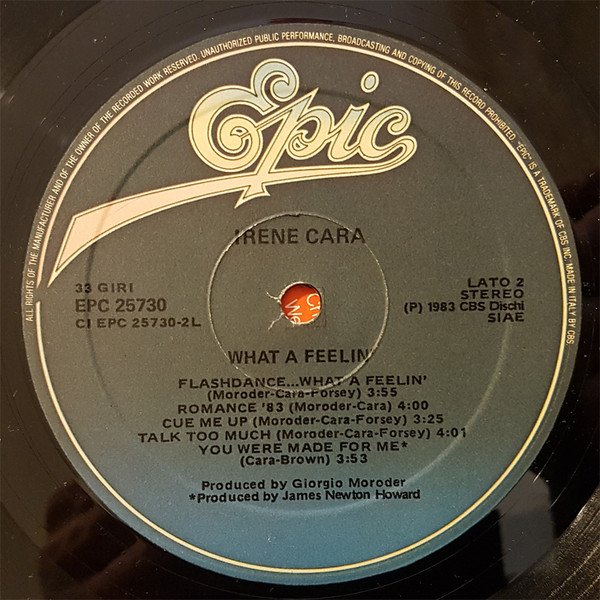 ALL RIGHTS OF THE MANUFACTURER AND OF THE OWNER OF THE RECORDED WORK RESERVED. UNAUTHORIZED PUBLIC PERFORMANCE, BROADCASTING AND COPYING OF THIS RECORD PROHIBITED. "EPIC" IS A TRADEMARK OF CBS INC. MADE IN ITALY BY CBS
Epic
IRENE CARA
33 GIRI
EPC 25730
CI EPC 25730-2L
LATO 2
STEREO
(P) 1983 CBS Dischi
SIAE
WHAT A FEELIN'
FLASHDANCE...WHAT A FEELIN'
(Moroder-Cara-Forsey) 3:55
ROMANCE '83 (Moroder-Cara) 4:00
CUE ME UP (Moroder-Cara-Forsey) 3:25
TALK TOO MUCH (Moroder-Cara-Forsey) 4:01
YOU WERE MADE FOR ME*
(Cara-Brown) 3:53
Produced by Giorgio Moroder
*Produced by James Newton Howard